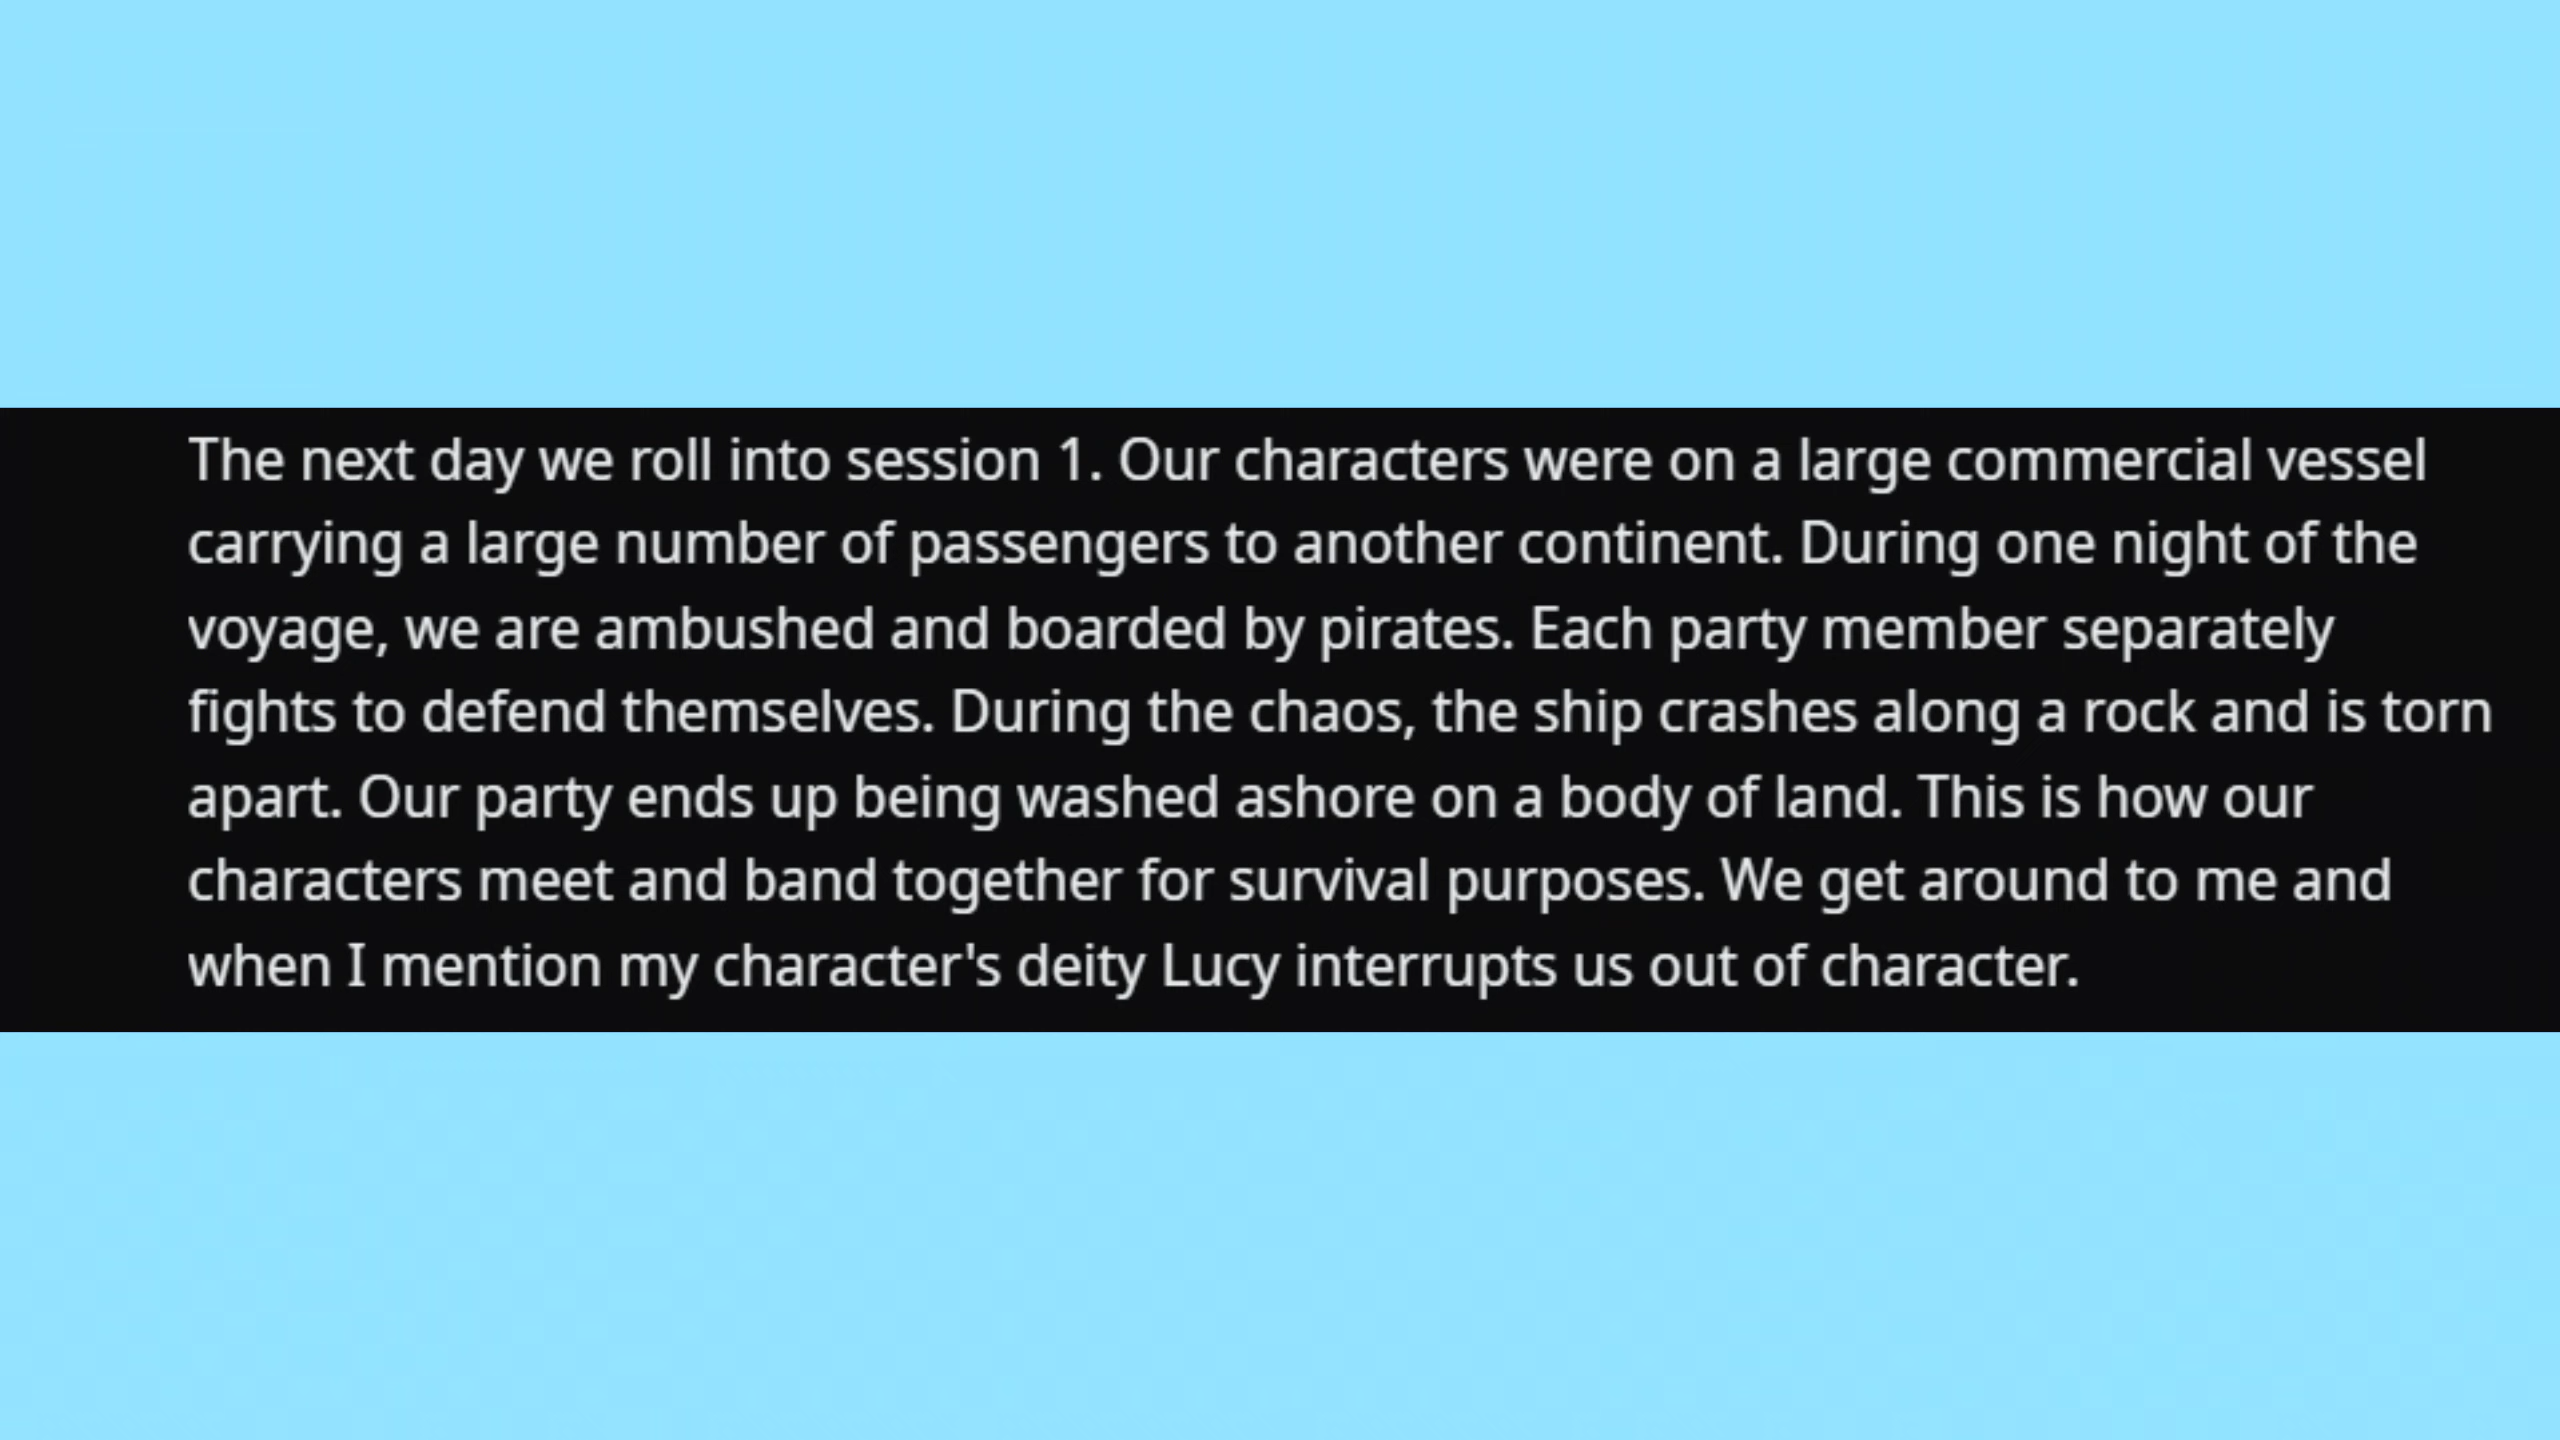 The next day we roll into session 1. Our characters were on a large commercial vessel
carrying a large number of passengers to another continent. During one night of the
voyage, we are ambushed and boarded by pirates. Each party member separately
fights to defend themselves. During the chaos, the ship crashes along a rock and is torn
apart. Our party ends up being washed ashore on a body of land. This is how our
characters meet and band together for survival purposes. We get around to me and
when I mention my character's deity Lucy interrupts us out of character.